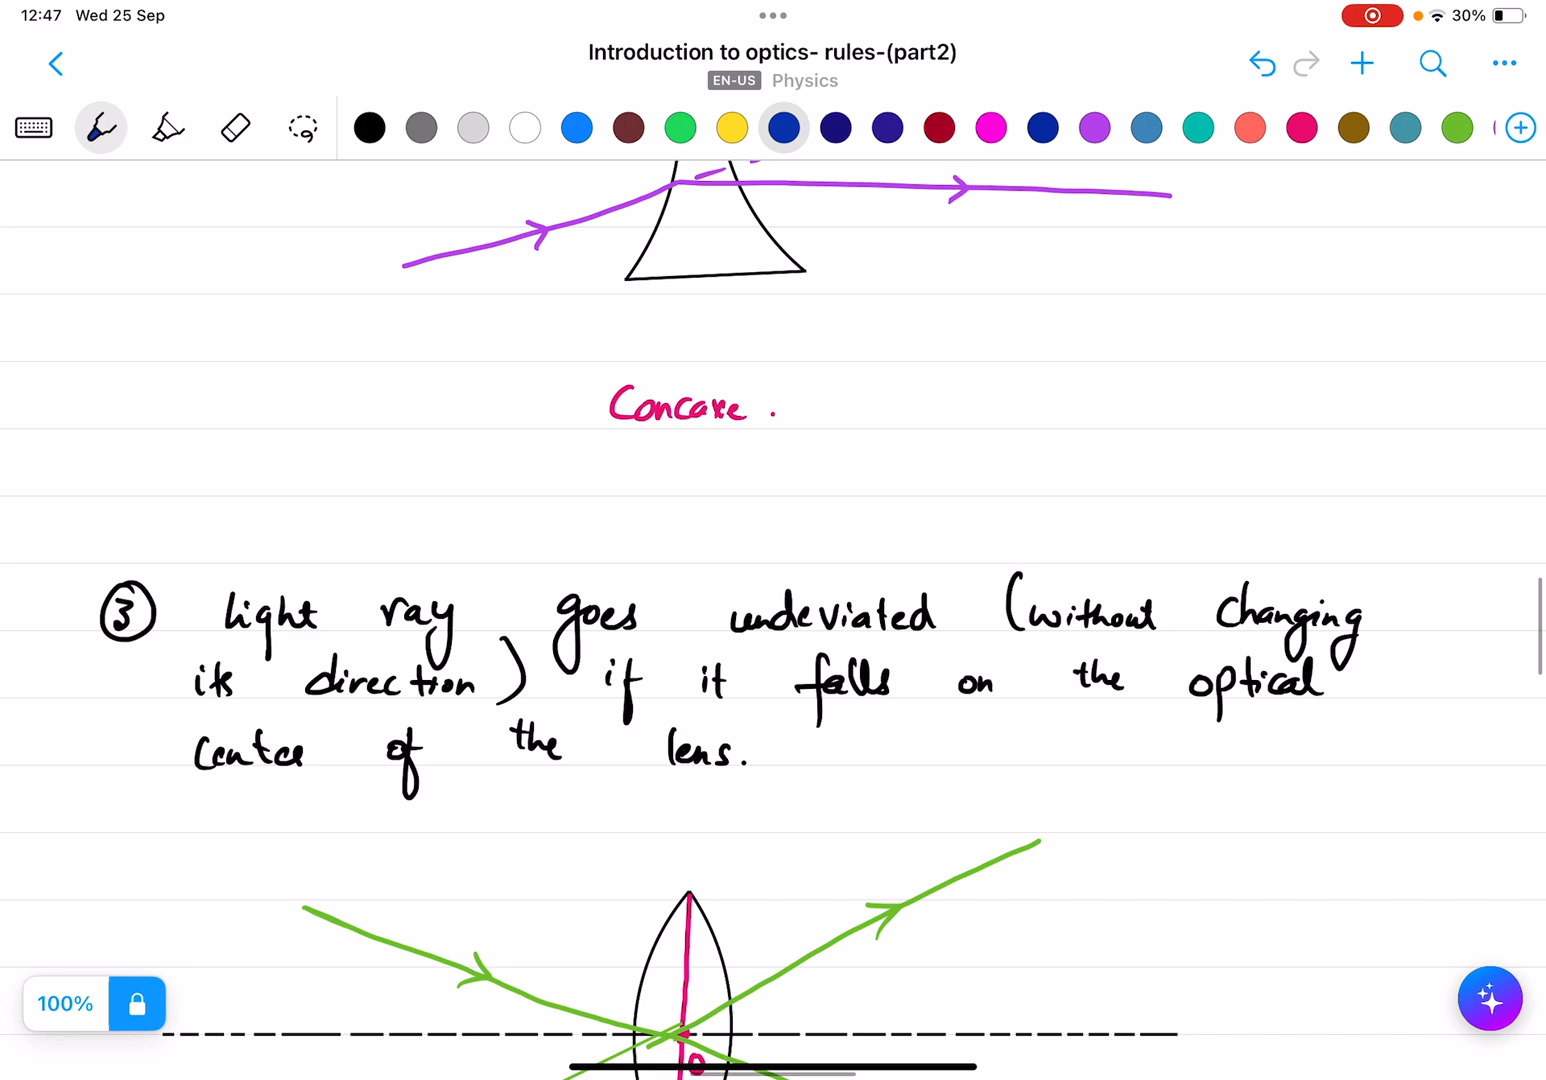 12:47 Wed 25 Sep
30%
Introduction to optics- rules-(part2)
EN-US Physics
Concave .
③ light ray goes undeviated (without changing
its direction) if it falls on the optical
center of the lens.
100%
O